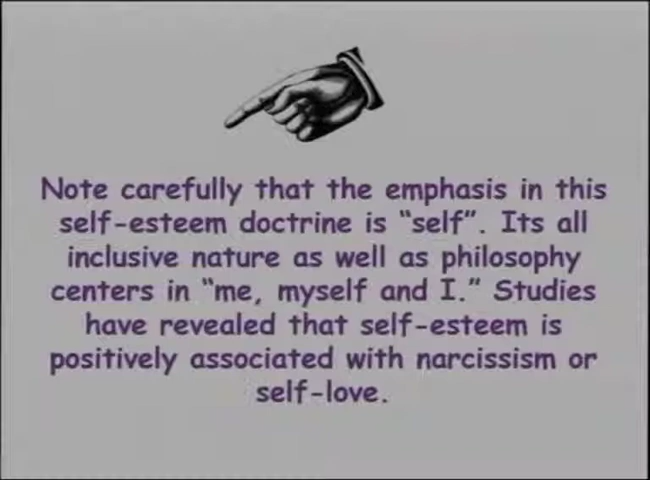 Note carefully that the emphasis in this
self-esteem doctrine is “self”. Its all
inclusive nature as well as philosophy
centers in “me, myself and I.” Studies
have revealed that self-esteem is
positively associated with narcissism or
self-love.